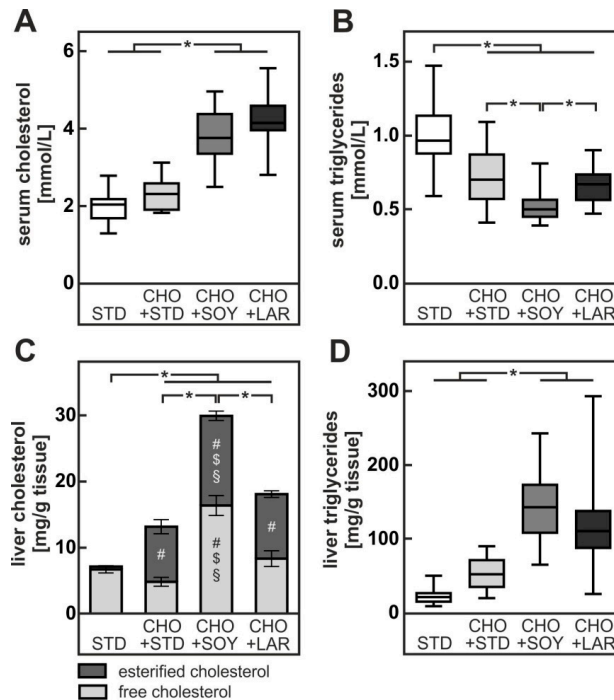 A
serum cholesterol
[mmol/L]
6
4
2
0
*
STD
CHO
+STD
CHO
+SOY
CHO
+LAR
B
serum triglycerides
[mmol/L]
1.5
1.0
0.5
0.0
*
* *
STD
CHO
+STD
CHO
+SOY
CHO
+LAR
C
liver cholesterol
[mg/g tissue]
30
20
10
0
*
* *
#
#
$
§
#
#
$
§
STD
CHO
+STD
CHO
+SOY
CHO
+LAR
esterified cholesterol
free cholesterol
D
liver triglycerides
[mg/g tissue]
300
200
100
0
*
STD
CHO
+STD
CHO
+SOY
CHO
+LAR